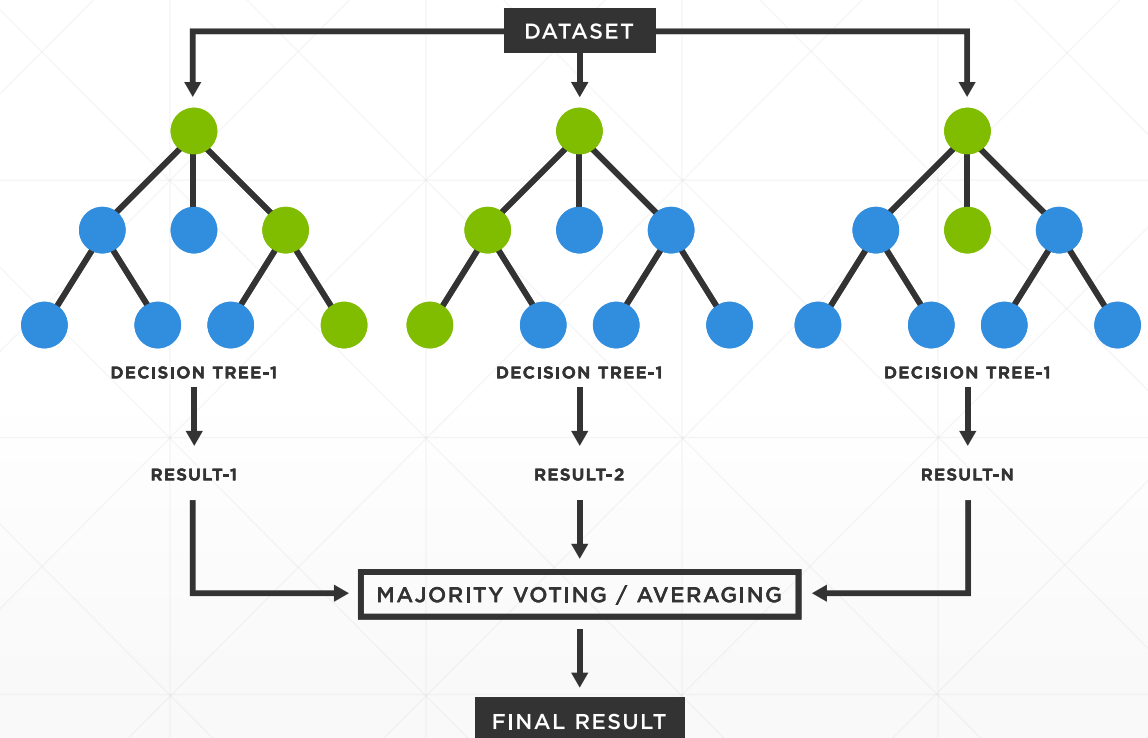 DATASET
DECISION TREE-1
DECISION TREE-1
DECISION TREE-1
RESULT-1
RESULT-2
RESULT-N
MAJORITY VOTING / AVERAGING
FINAL RESULT